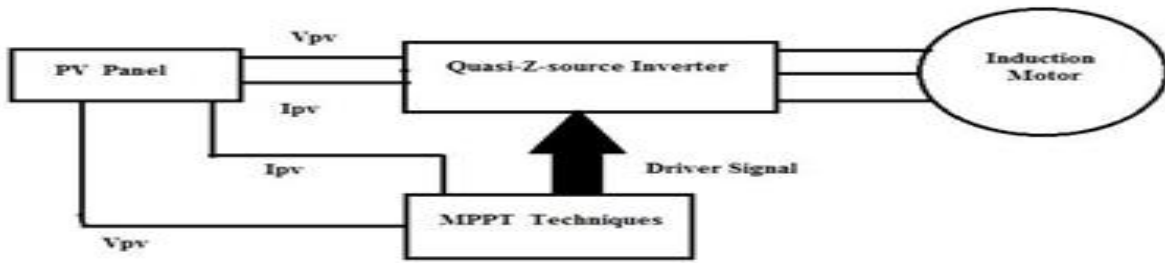 Vpv
PV Panel
Quasi-Z-source Inverter
Induction
Motor
Ipv
Ipv
Driver Signal
MPPT Techniques
Vpv